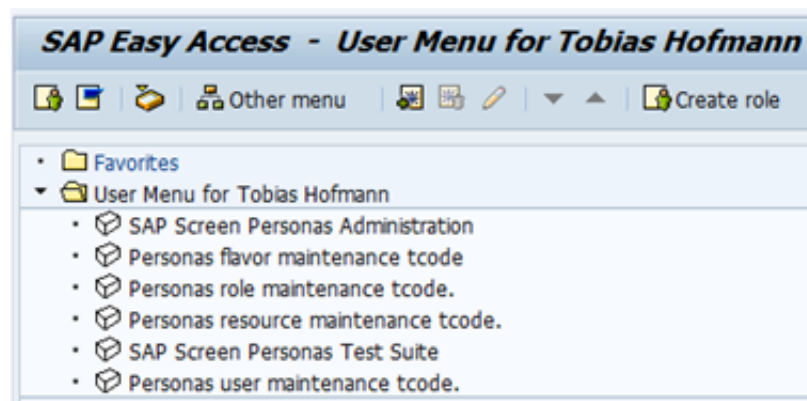 SAP Easy Access - User Menu for Tobias Hofmann
Other menu Create role
Favorites
User Menu for Tobias Hofmann
SAP Screen Personas Administration
Personas flavor maintenance tcode
Personas role maintenance tcode.
Personas resource maintenance tcode.
SAP Screen Personas Test Suite
Personas user maintenance tcode.